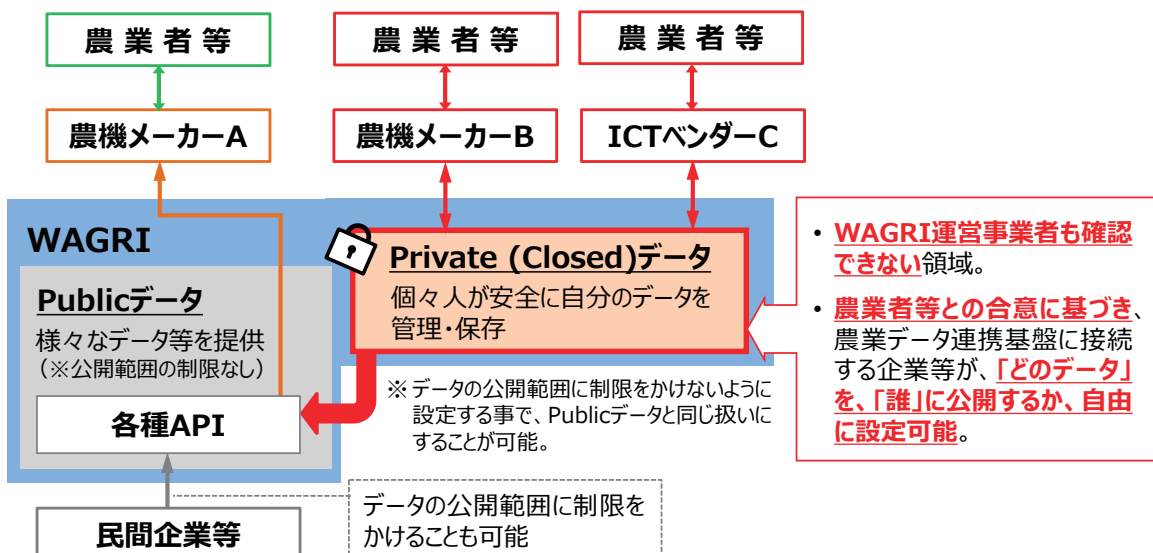 農 業 者 等
農 業 者 等
農 業 者 等
農機メーカーA
農機メーカーB
ICTベンダーC
WAGRI
Publicデータ
様々なデータ等を提供
（※公開範囲の制限なし）
各種API
民間企業等
Private (Closed)データ
個々人が安全に自分のデータを
管理・保存
※ データの公開範囲に制限をかけないように
設定する事で、Publicデータと同じ扱いに
することが可能。
データの公開範囲に制限を
かけることも可能
・ WAGRI運営事業者も確認
できない領域。
・ 農業者等との合意に基づき、
農業データ連携基盤に接続
する企業等が、「どのデータ」
を、「誰」に公開するか、自由
に設定可能。